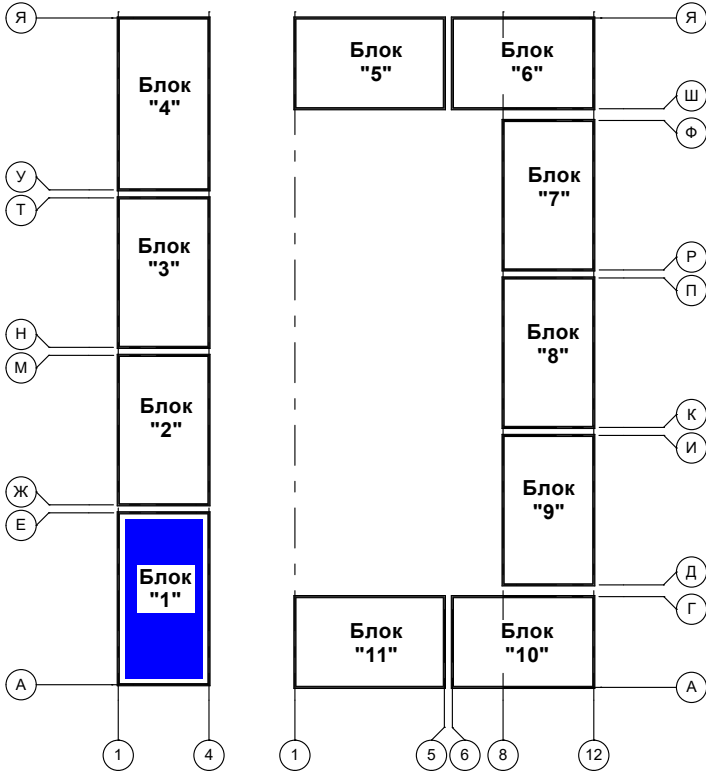 Я
Я
Блок
"4"
Блок
"5"
Блок
"6"
Ш
Ф
У
Т
Блок
"7"
Блок
"3"
Р
П
Н
М
Блок
"8"
Блок
"2"
К
И
Ж
Е
Блок
"9"
Блок
"1"
Д
Г
Блок
"11"
Блок
"10"
А
А
1
4
1
5
6
8
12